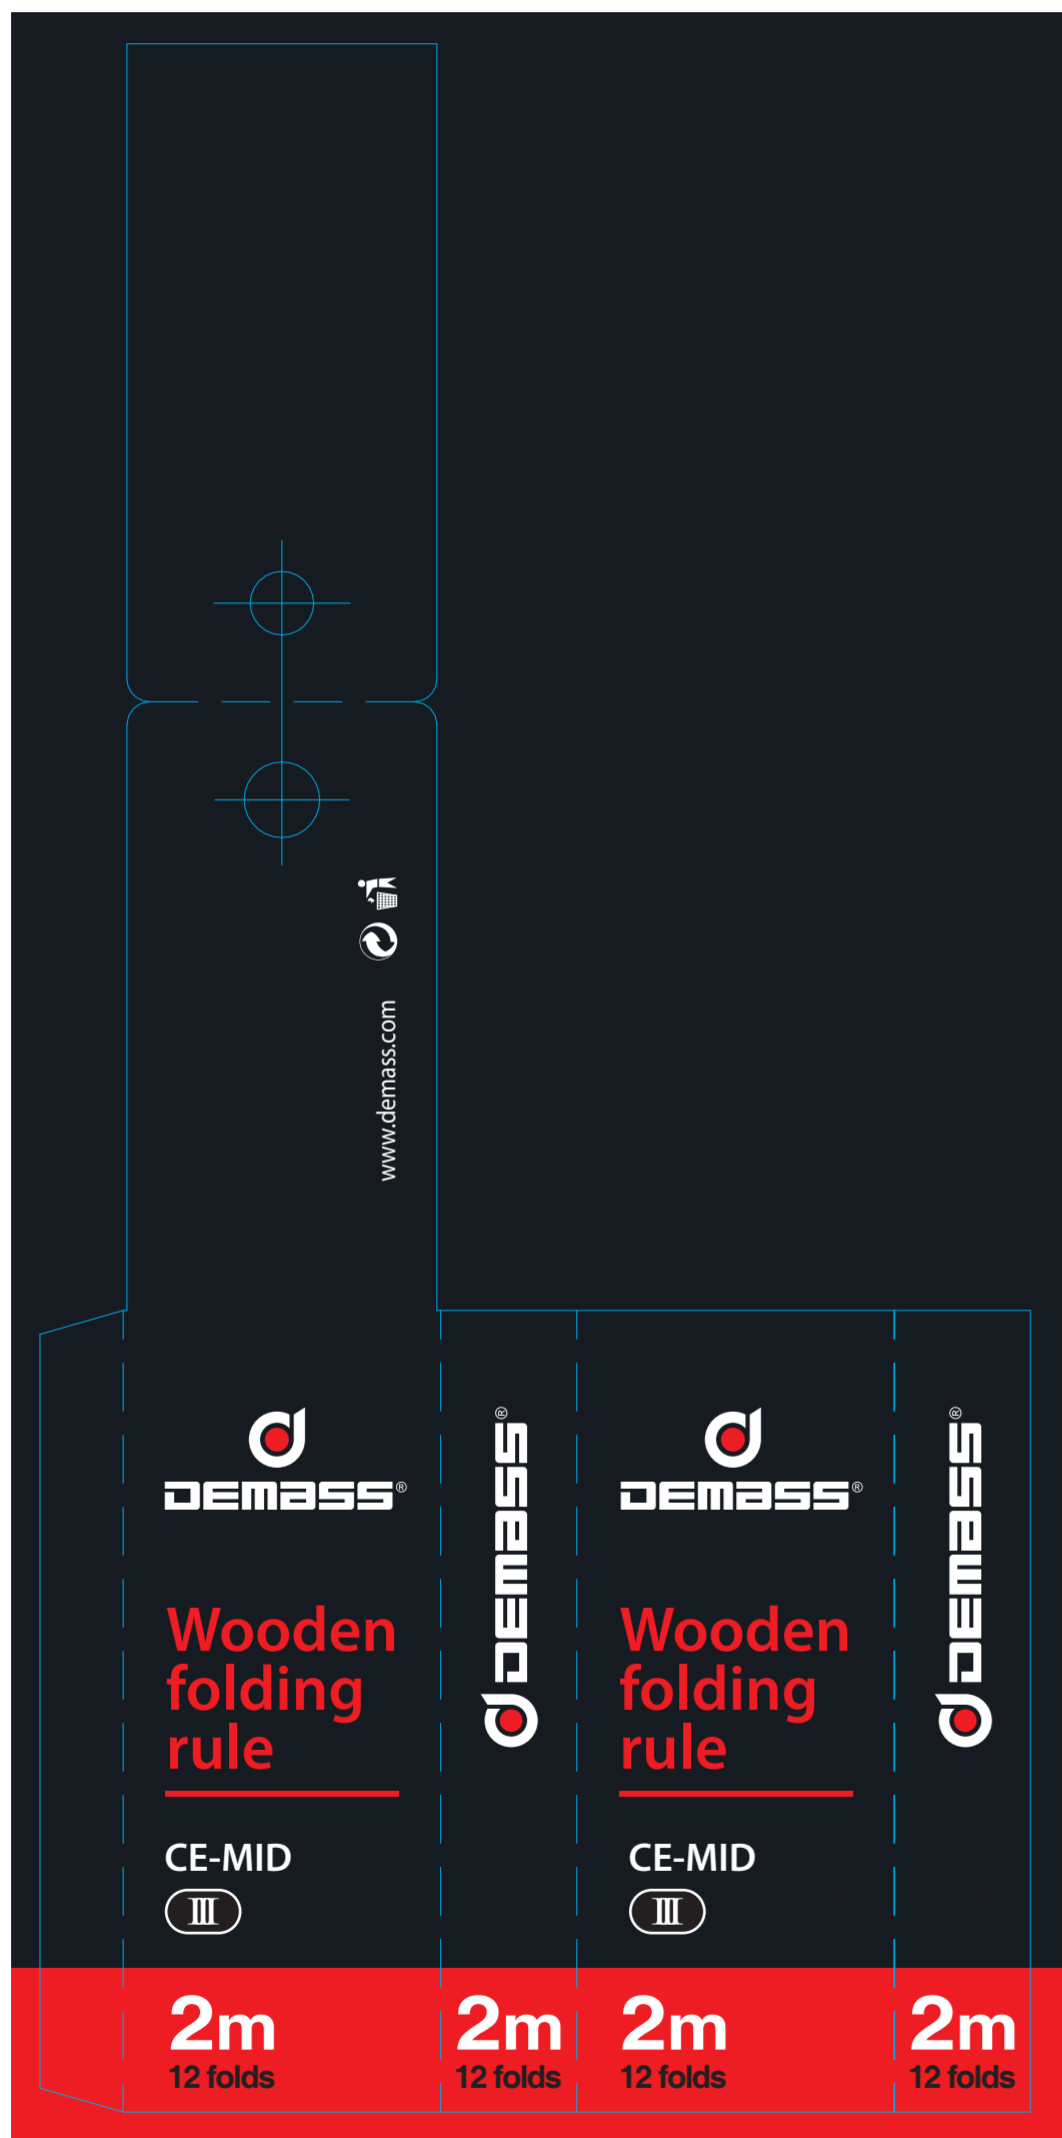 www.demass.com
DEMASS®
Wooden
folding
rule
CE-MID
III
2m
12 folds
DEMASS®
2m
12 folds
DEMASS®
Wooden
folding
rule
CE-MID
III
2m
12 folds
DEMASS®
2m
12 folds